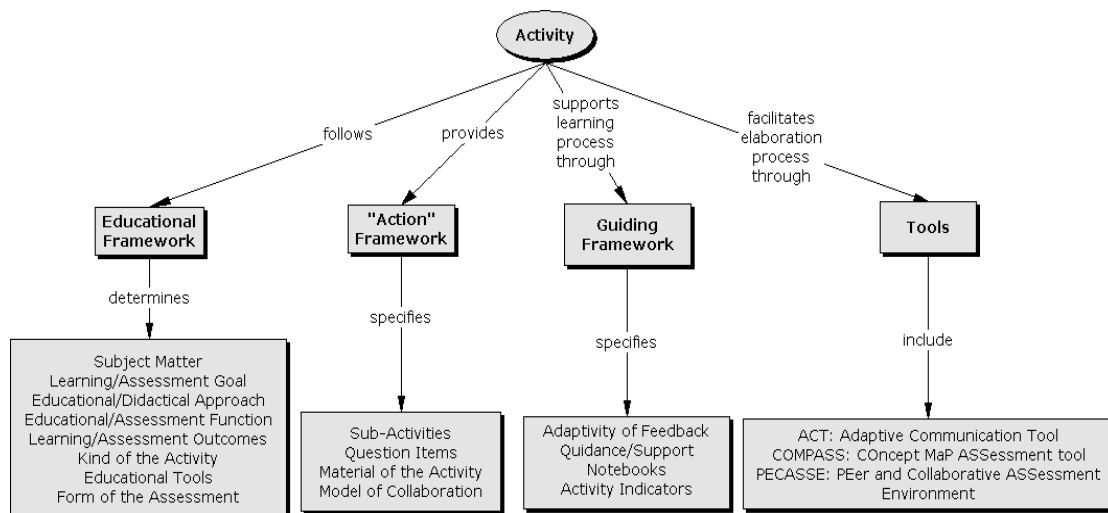 Activity
follows
provides
supports
learning
process
through
facilitates
elaboration
process
through
Educational
Framework
"Action"
Framework
Guiding
Framework
Tools
determines
specifies
specifies
include
Subject Matter
Learning/Assessment Goal
Educational/Didactical Approach
Educational/Assessment Function
Learning/Assessment Outcomes
Kind of the Activity
Educational Tools
Form of the Assessment
Sub-Activities
Question Items
Material of the Activity
Model of Collaboration
Adaptivity of Feedback
Quidance/Support
Notebooks
Activity Indicators
ACT: Adaptive Communication Tool
COMPASS: COncept MaP ASSessment tool
PECASSE: PEer and Collaborative ASSessment
Environment